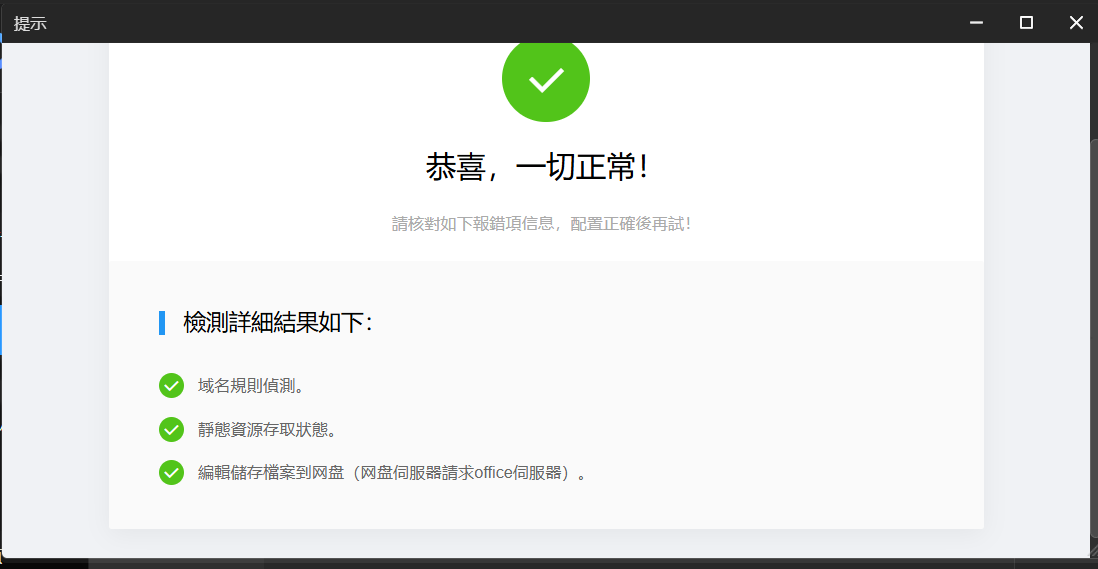 提示
恭喜，一切正常！
請核對如下報錯項信息，配置正確後再試！
檢測詳細結果如下：
域名規則偵測。
靜態資源存取狀態。
編輯儲存檔案到网盘（网盘伺服器請求office伺服器）。